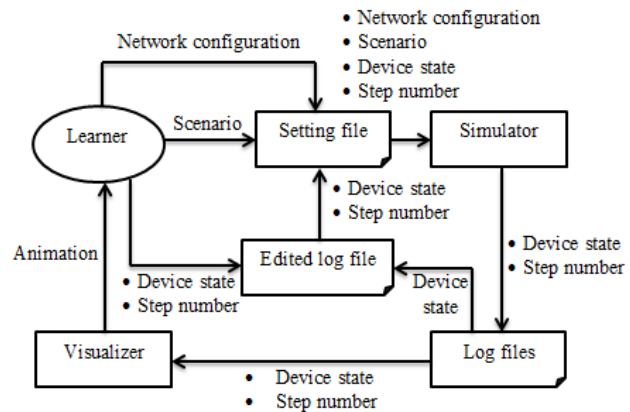 Network configuration
• Network configuration
• Scenario
• Device state
• Step number
Learner
Scenario
Setting file
Simulator
• Device state
• Step number
Animation
• Device state
• Step number
Edited log file
Device
state
• Device state
• Step number
Visualizer
Log files
• Device state
• Step number